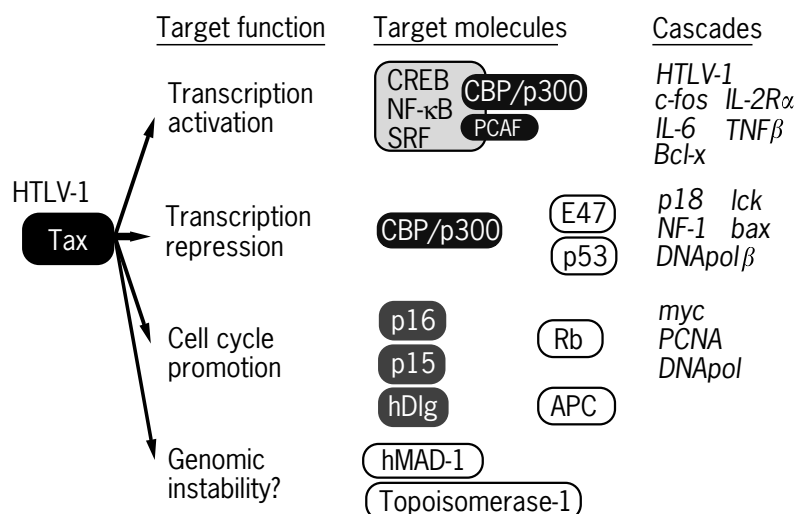 Target function Target molecules Cascades
Transcription
activation
CREB
NF-κB
SRF
CBP/p300
PCAF
HTLV-1
c-fos IL-2Rα
IL-6 TNFβ
Bcl-x
HTLV-1
Tax
Transcription
repression
CBP/p300
E47
p53
p18 lck
NF-1 bax
DNApolβ
Cell cycle
promotion
p16
p15
hDlg
Rb
APC
myc
PCNA
DNApol
Genomic
instability?
hMAD-1
Topoisomerase-1